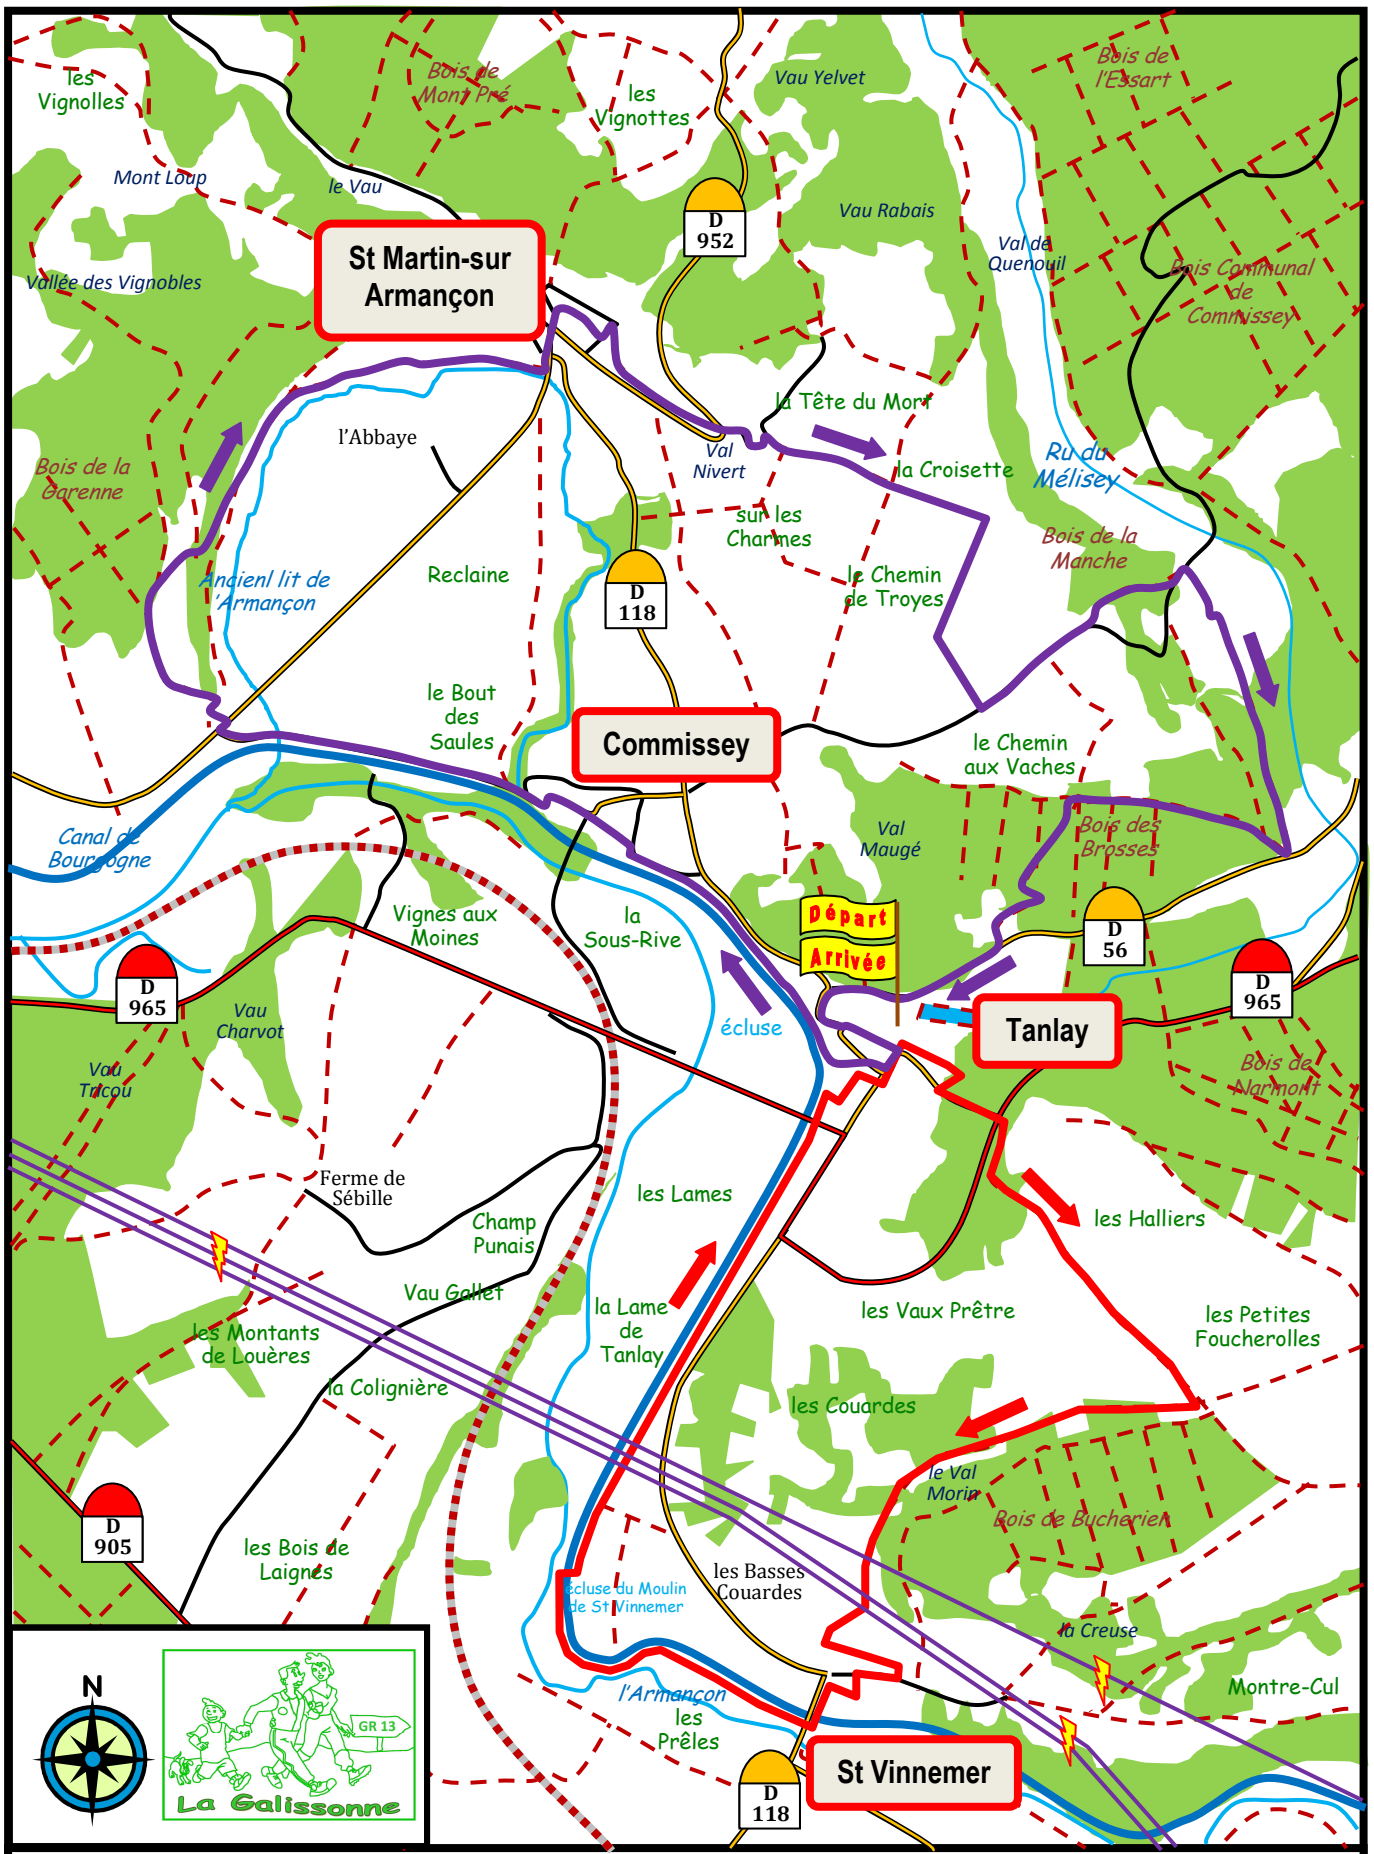 les
Vignolles
Bois de
Mont Pré
les
Vignottes
Vau Yelvet
Bois de
l'Essart
Mont Loup
le Vau
D
952
Vau Rabais
Val de
Quenouil
St Martin-sur
Armançon
Vallée des Vignobles
Bois Communal
de
Commissey
la Tête du Mort
l'Abbaye
Val
Nivert
la Croisette
Ru du
Mélisey
Bois de la
Garenne
sur les
Charmes
Bois de la
Manche
Ancienl lit de
'Armançon
Reclaine
D
118
le Chemin
de Troyes
le Bout
des
Saules
Commissey
le Chemin
aux Vaches
Canal de
Bourgogne
Val
Maugé
Bois des
Brosses
Vignes aux
Moines
la
Sous-Rive
Départ
Arrivée
D
56
D
965
D
965
Vau
Charvot
écluse
Tanlay
Vau
Tricou
Bois de
Narmont
Ferme de
Sébille
les Lames
Champ
Punais
les Halliers
Vau Gallet
la Lame
de
Tanlay
les Vaux Prêtre
les Petites
Foucherolles
les Montants
de Louères
la Colignière
les Couardes
le Val
Morin
D
905
Bois de Bucherien
les Bois de
Laignes
les Basses
Couardes
écluse du Moulin
de St Vinnemer
la Creuse
N
l'Armançon
les
Prêles
Montre-Cul
GR 13
La Galissonne
St Vinnemer
D
118